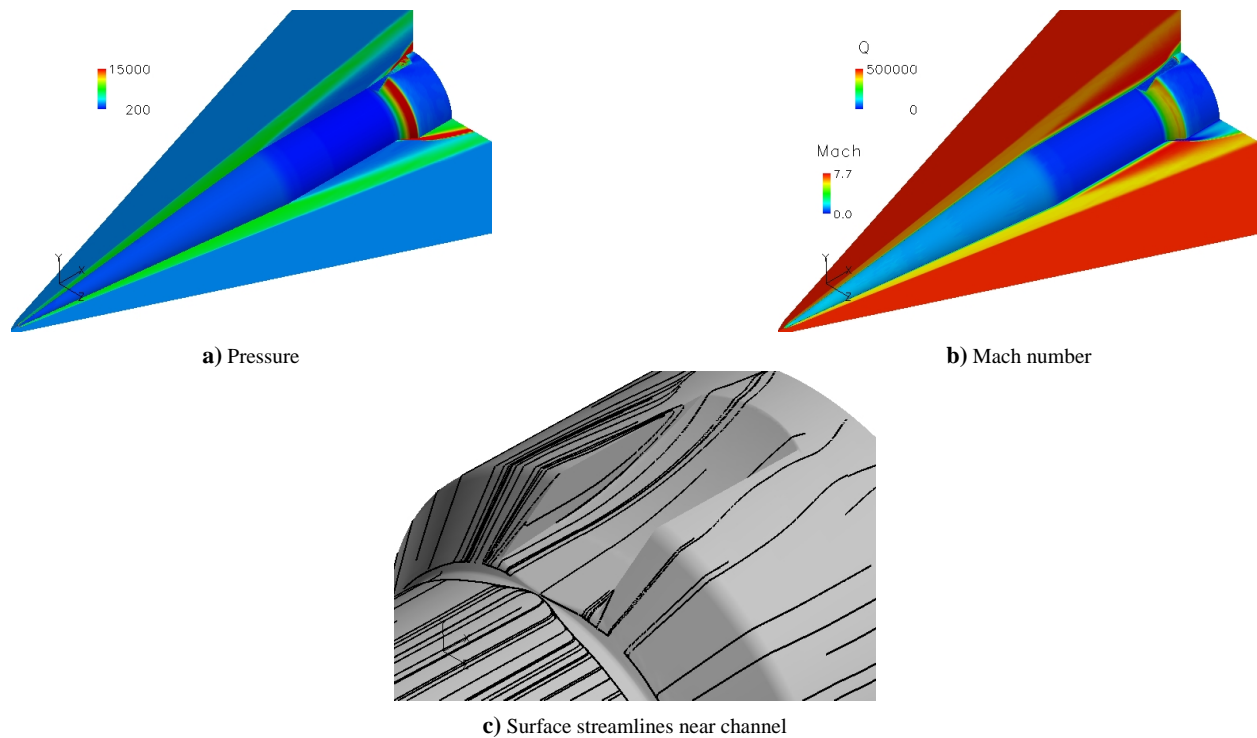 15000
200
Y
X
Z
a) Pressure
Q
500000
0
Mach
7.7
0.0
Y
X
Z
b) Mach number
c) Surface streamlines near channel